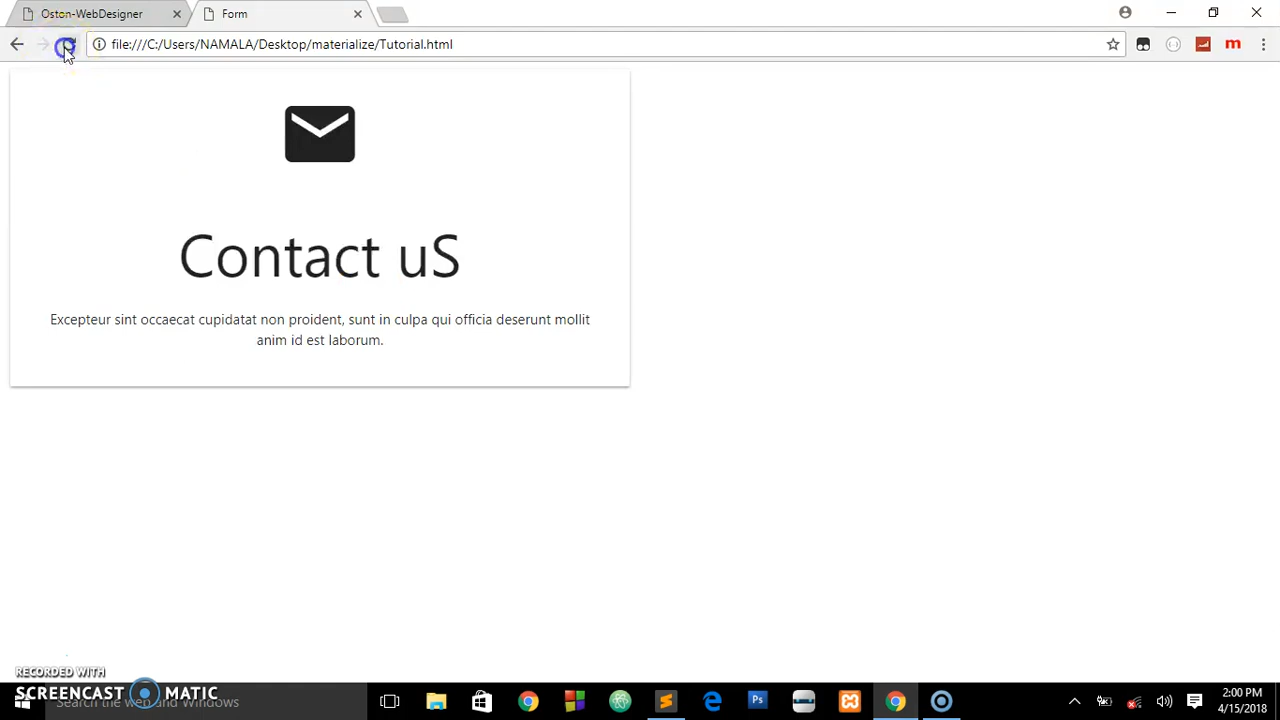 Oston-WebDesigner
Form
file:///C:/Users/NAMALA/Desktop/materialize/Tutorial.html
m
Contact uS
Excepteur sint occaecat cupidatat non proident, sunt in culpa qui officia deserunt mollit
anim id est laborum.
RECORDED WITH
SCREENCAST MATIC
Search the web and Windows
Ps
2:00 PM
4/15/2018